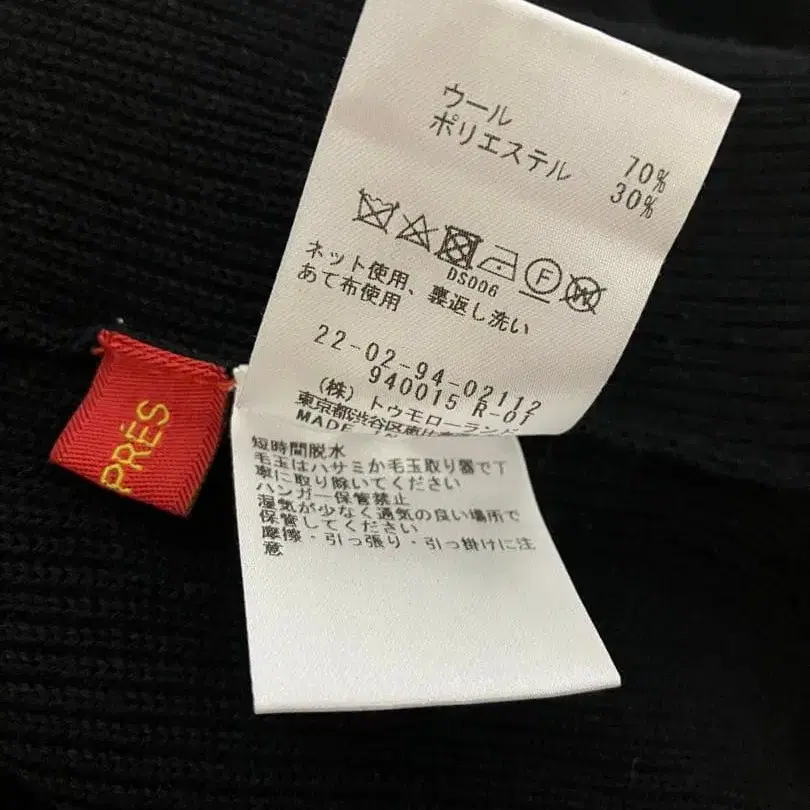 ウール 70%
ポリエステル 30%
F
W
DS006
ネット使用、裏返し洗い
あて布使用
22-02-94-02112
940015 R-01
(株)トゥモローランド
東京都渋谷区恵比寿
MADE
PRÉS
短時間脱水
毛玉はハサミか毛玉取り器で丁
寧に取り除いてください
ハンガー保管禁止
湿気が少なく通気の良い場所で
保管してください
摩擦・引っ張り・引っ掛けに注
意